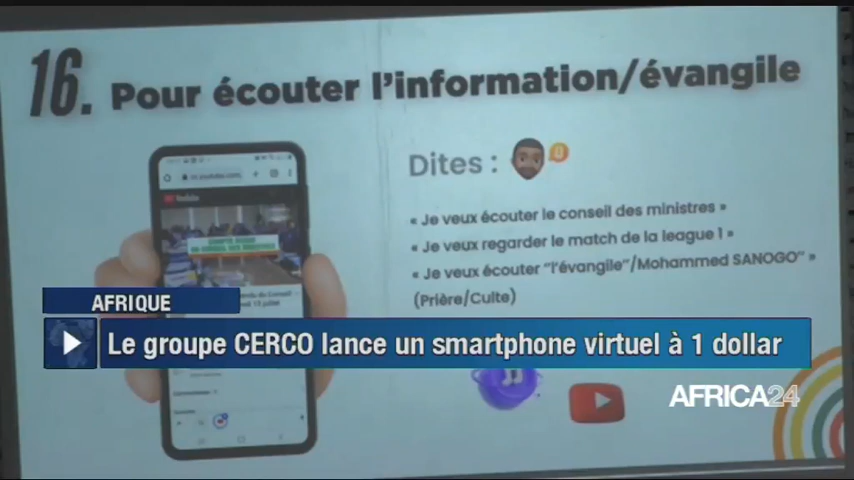 16. Pour écouter l'information/évangile
Dites :
« Je veux écouter le conseil des ministres »
« Je veux regarder le match de la league 1 »
« Je veux écouter "l'évangile"/Mohammed SANOGO" »
(Prière/Culte)
YouTube
AFRIQUE
Le groupe CERCO lance un smartphone virtuel à 1 dollar
AFRICA24